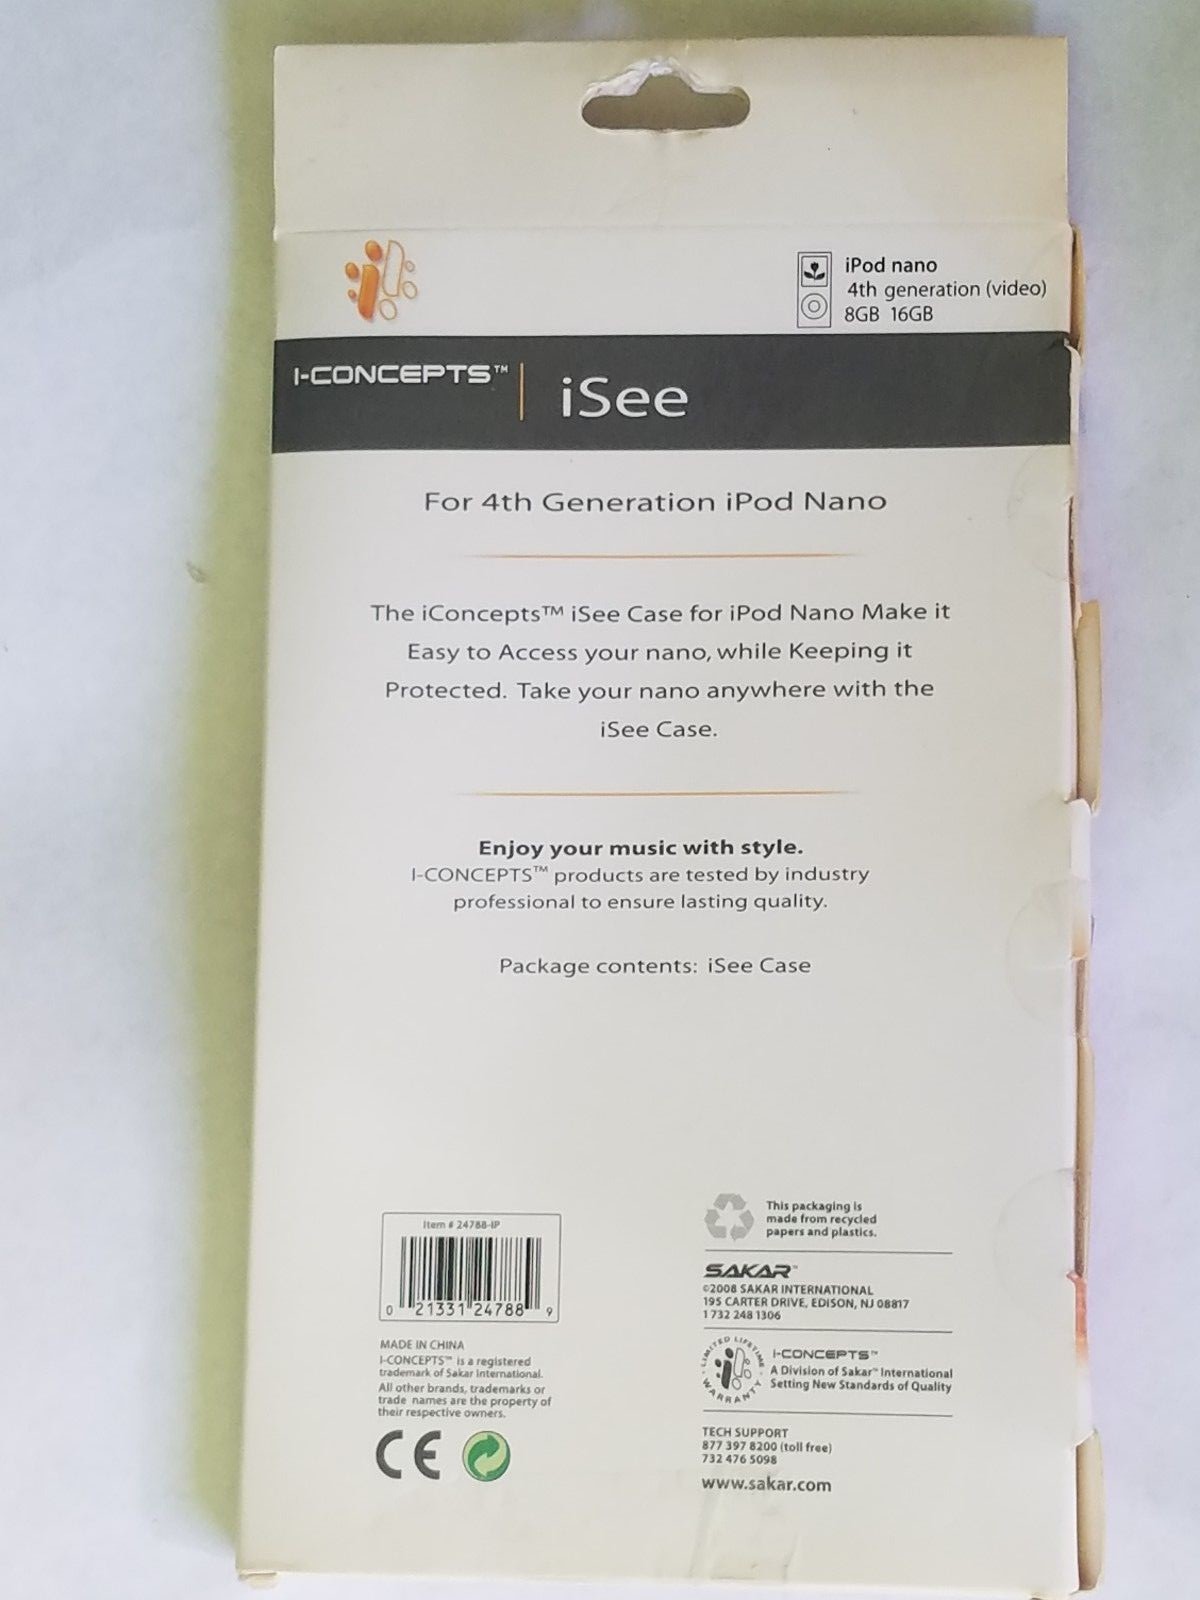 iPod nano
4th generation (video)
8GB 16GB
I-CONCEPTS™ | iSee
For 4th Generation iPod Nano
The iConcepts™ iSee Case for iPod Nano Make it
Easy to Access your nano, while Keeping it
Protected. Take your nano anywhere with the
iSee Case.
Enjoy your music with style.
I-CONCEPTS™ products are tested by industry
professional to ensure lasting quality.
Package contents: iSee Case
Item # 24788-IP
0 21331 24788 9
MADE IN CHINA
I-CONCEPTS™ is a registered
trademark of Sakar International.
All other brands, trademarks or
trade names are the property of
their respective owners.
CE
This packaging is
made from recycled
papers and plastics.
SAKAR™
©2008 SAKAR INTERNATIONAL
195 CARTER DRIVE, EDISON, NJ 08817
1 732 248 1306
LIMITED LIFETIME WARRANTY
I-CONCEPTS™
A Division of Sakar™ International
Setting New Standards of Quality
TECH SUPPORT
877 397 8200 (toll free)
732 476 5098
www.sakar.com